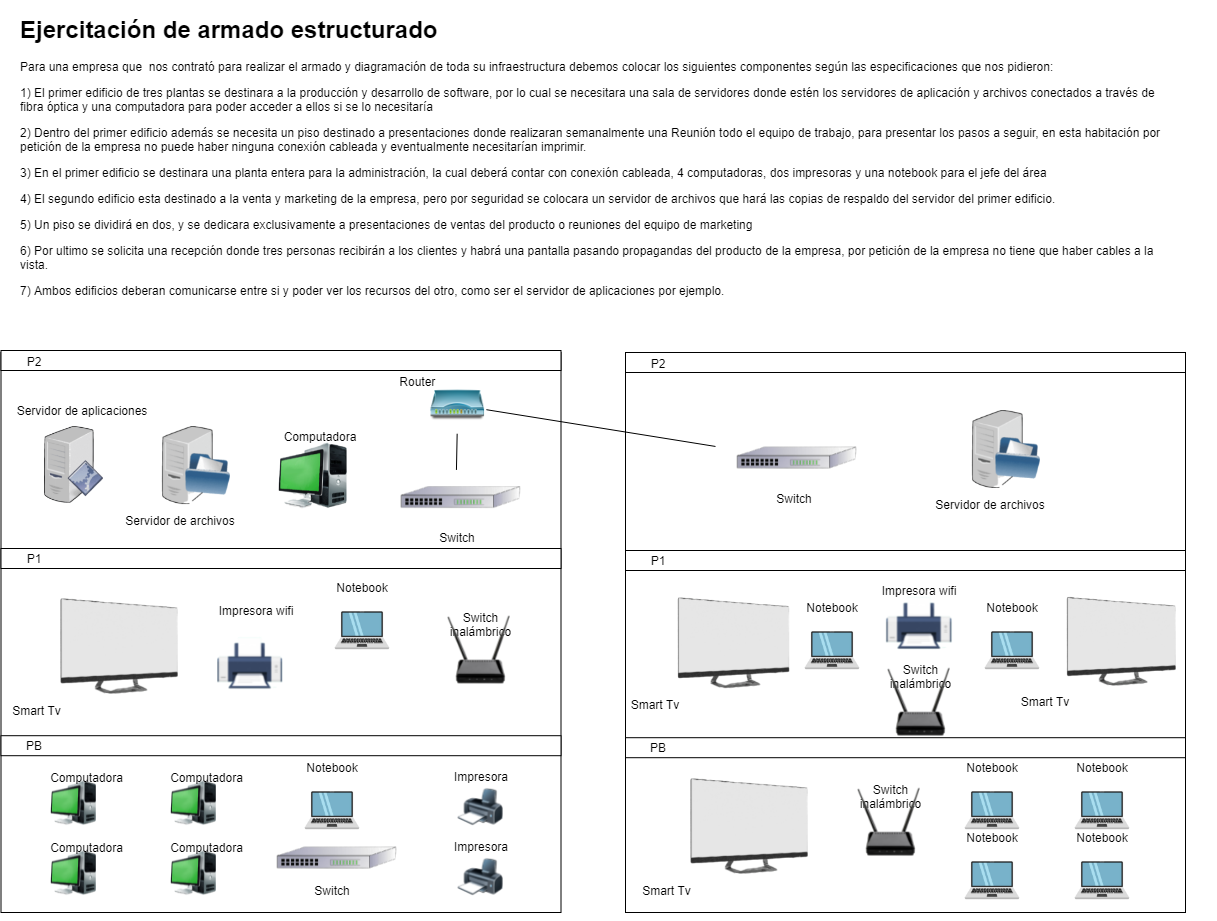 Ejercitación de armado estructurado
Para una empresa que  nos contrató para realizar el armado y diagramación de toda su infraestructura debemos colocar los siguientes componentes según las especificaciones que nos pidieron:
1) El primer edificio de tres plantas se destinara a la producción y desarrollo de software, por lo cual se necesitara una sala de servidores donde estén los servidores de aplicación y archivos conectados a través de
fibra óptica y una computadora para poder acceder a ellos si se lo necesitaría
2) Dentro del primer edificio además se necesita un piso destinado a presentaciones donde realizaran semanalmente una Reunión todo el equipo de trabajo, para presentar los pasos a seguir, en esta habitación por
petición de la empresa no puede haber ninguna conexión cableada y eventualmente necesitarían imprimir.
3) En el primer edificio se destinara una planta entera para la administración, la cual deberá contar con conexión cableada, 4 computadoras, dos impresoras y una notebook para el jefe del área
4) El segundo edificio esta destinado a la venta y marketing de la empresa, pero por seguridad se colocara un servidor de archivos que hará las copias de respaldo del servidor del primer edificio.
5) Un piso se dividirá en dos, y se dedicara exclusivamente a presentaciones de ventas del producto o reuniones del equipo de marketing
6) Por ultimo se solicita una recepción donde tres personas recibirán a los clientes y habrá una pantalla pasando propagandas del producto de la empresa, por petición de la empresa no tiene que haber cables a la
vista.
7) Ambos edificios deberan comunicarse entre si y poder ver los recursos del otro, como ser el servidor de aplicaciones por ejemplo.
P2
Router
Servidor de aplicaciones
Computadora
Servidor de archivos
Switch
P1
Notebook
Impresora wifi
Switch
inalámbrico
Smart Tv
PB
Notebook
Computadora
Computadora
Impresora
Computadora
Computadora
Impresora
Switch
P2
Switch
Servidor de archivos
P1
Impresora wifi
Notebook
Notebook
Switch
inalámbrico
Smart Tv
Smart Tv
PB
Notebook
Notebook
Switch
inalámbrico
Notebook
Notebook
Smart Tv